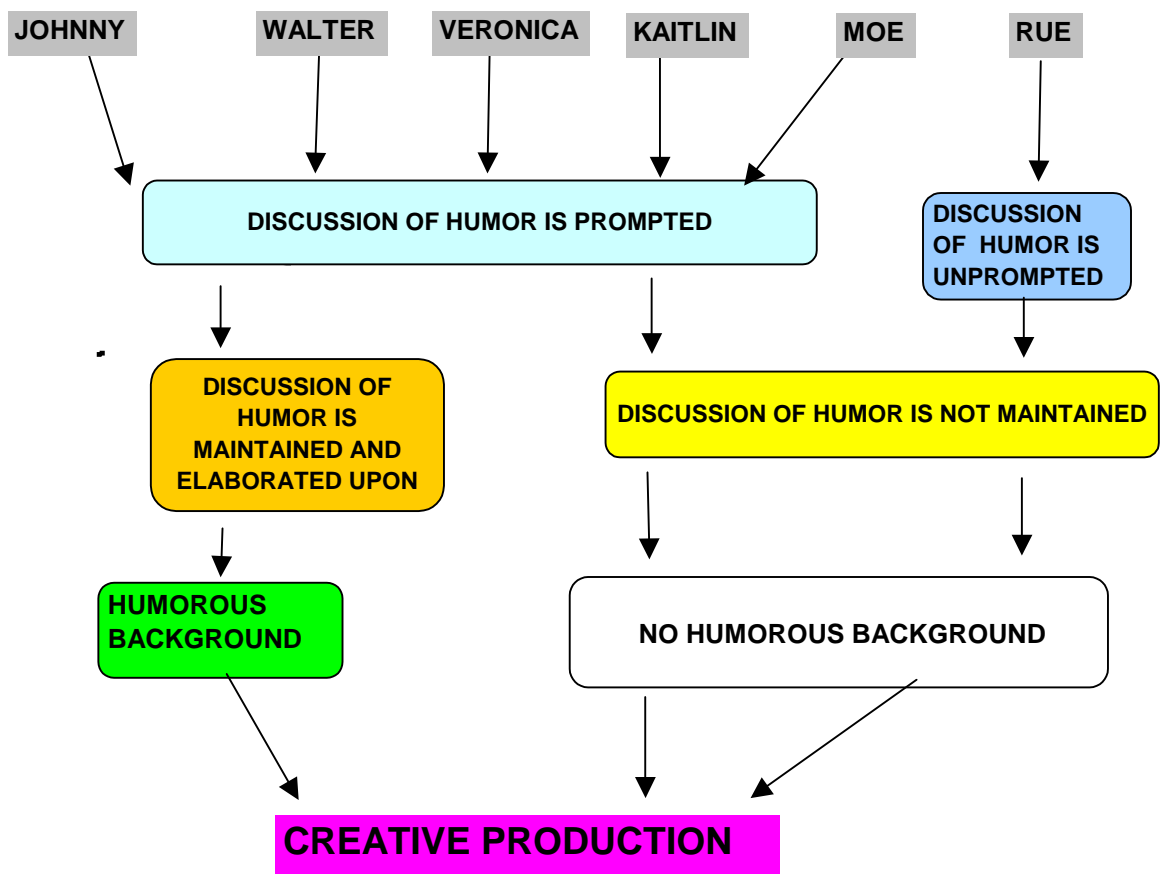 JOHNNY
WALTER
VERONICA
KAITLIN
MOE
RUE
DISCUSSION OF HUMOR IS PROMPTED
DISCUSSION
OF HUMOR IS
UNPROMPTED
DISCUSSION OF
HUMOR IS
MAINTAINED AND
ELABORATED UPON
DISCUSSION OF HUMOR IS NOT MAINTAINED
HUMOROUS
BACKGROUND
NO HUMOROUS BACKGROUND
CREATIVE PRODUCTION